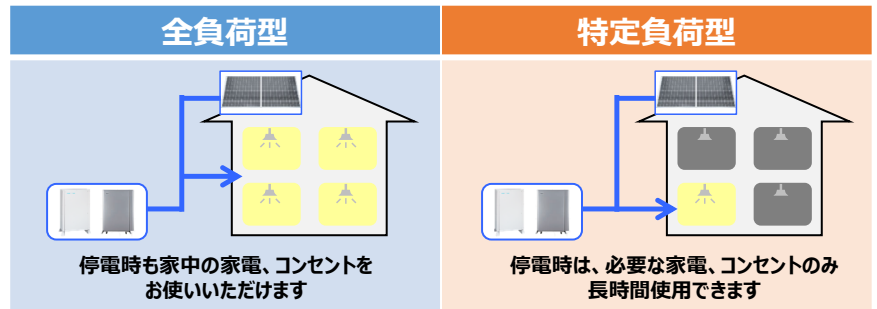 全負荷型
停電時も家中の家電、コンセントを
お使いいただけます
特定負荷型
停電時は、必要な家電、コンセントのみ
長時間使用できます